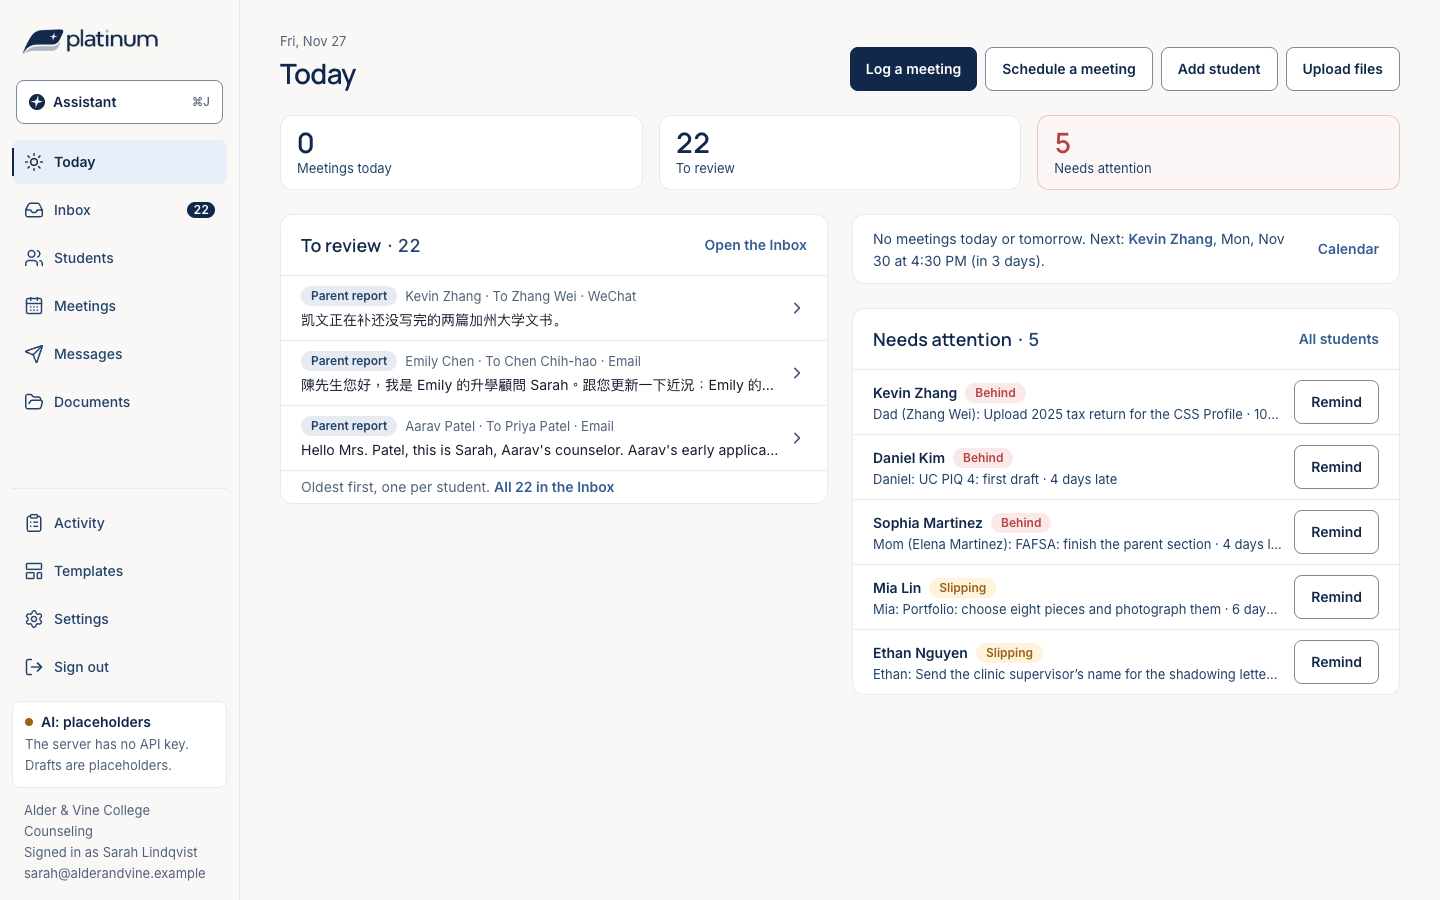 platinum
Assistant ⌘J
Today
Inbox 22
Students
Meetings
Messages
Documents
Activity
Templates
Settings
Sign out
AI: placeholders
The server has no API key.
Drafts are placeholders.
Alder & Vine College
Counseling
Signed in as Sarah Lindqvist
sarah@alderandvine.example
Fri, Nov 27
Today
Log a meeting
Schedule a meeting
Add student
Upload files
0
Meetings today
22
To review
5
Needs attention
To review · 22
Open the Inbox
Parent report Kevin Zhang · To Zhang Wei · WeChat
凯文正在补还没写完的两篇加州大学文书。
Parent report Emily Chen · To Chen Chih-hao · Email
陳先生您好，我是 Emily 的升學顧問 Sarah。跟您更新一下近況：Emily 的...
Parent report Aarav Patel · To Priya Patel · Email
Hello Mrs. Patel, this is Sarah, Aarav's counselor. Aarav's early applica...
Oldest first, one per student. All 22 in the Inbox
No meetings today or tomorrow. Next: Kevin Zhang, Mon, Nov
30 at 4:30 PM (in 3 days).
Calendar
Needs attention · 5
All students
Kevin Zhang Behind
Dad (Zhang Wei): Upload 2025 tax return for the CSS Profile · 10...
Remind
Daniel Kim Behind
Daniel: UC PIQ 4: first draft · 4 days late
Remind
Sophia Martinez Behind
Mom (Elena Martinez): FAFSA: finish the parent section · 4 days l...
Remind
Mia Lin Slipping
Mia: Portfolio: choose eight pieces and photograph them · 6 day...
Remind
Ethan Nguyen Slipping
Ethan: Send the clinic supervisor’s name for the shadowing lette...
Remind